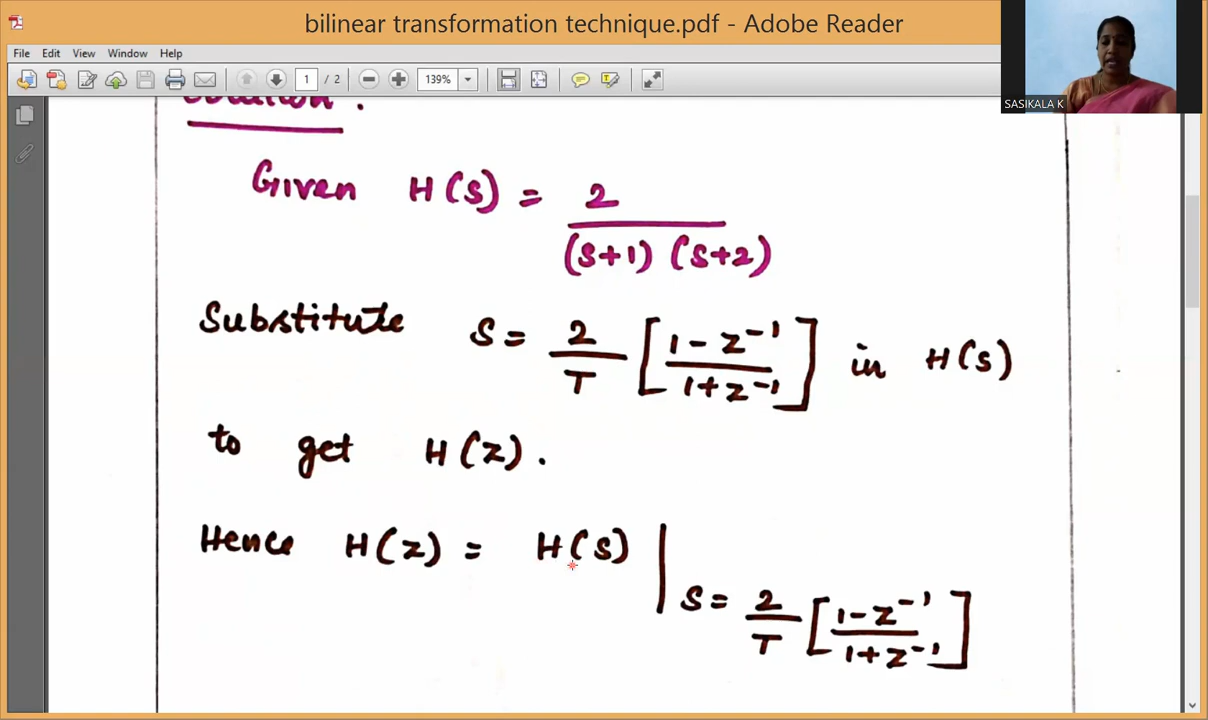 bilinear transformation technique.pdf - Adobe Reader
File Edit View Window Help
1 / 2 139%
SASIKALA K
Solution :
Given H(S) = 2 / (S+1) (S+2)
Substitute S = 2/T [1 - z⁻¹ / 1 + z⁻¹] in H(S)
to get H(Z).
Hence H(Z) = H(S) | S = 2/T [1 - z⁻¹ / 1 + z⁻¹]